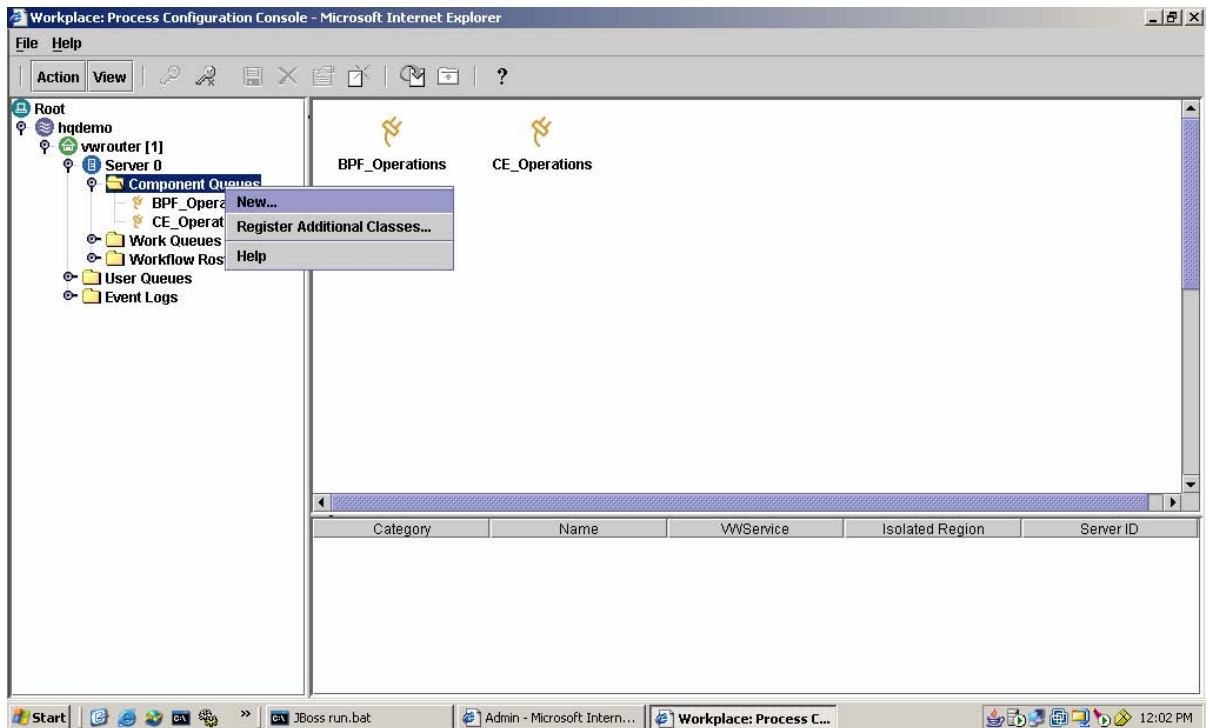 Workplace: Process Configuration Console - Microsoft Internet Explorer
File Help
Action View ?
Root
hqdemo
vwrouter [1]
Server 0
Component Queues
BPF_Opera
CE_Operat
Work Queues
Workflow Ros
User Queues
Event Logs
New...
Register Additional Classes...
Help
BPF_Operations CE_Operations
Category Name VWService Isolated Region Server ID
Start » JBoss run.bat Admin - Microsoft Intern... Workplace: Process C... 12:02 PM